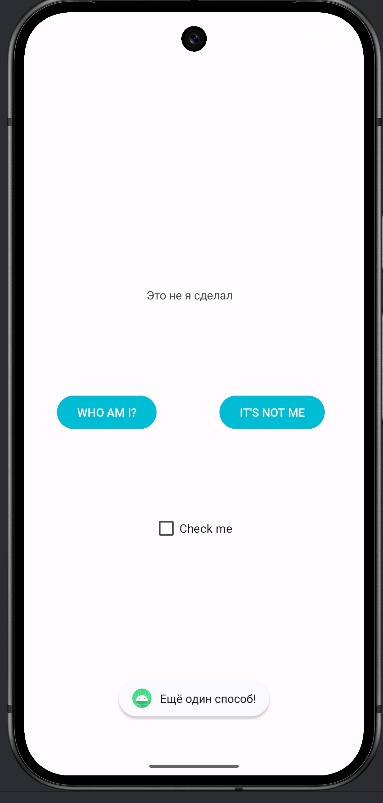 Это не я сделал
WHO AM I?
IT'S NOT ME
Check me
Ещё один способ!